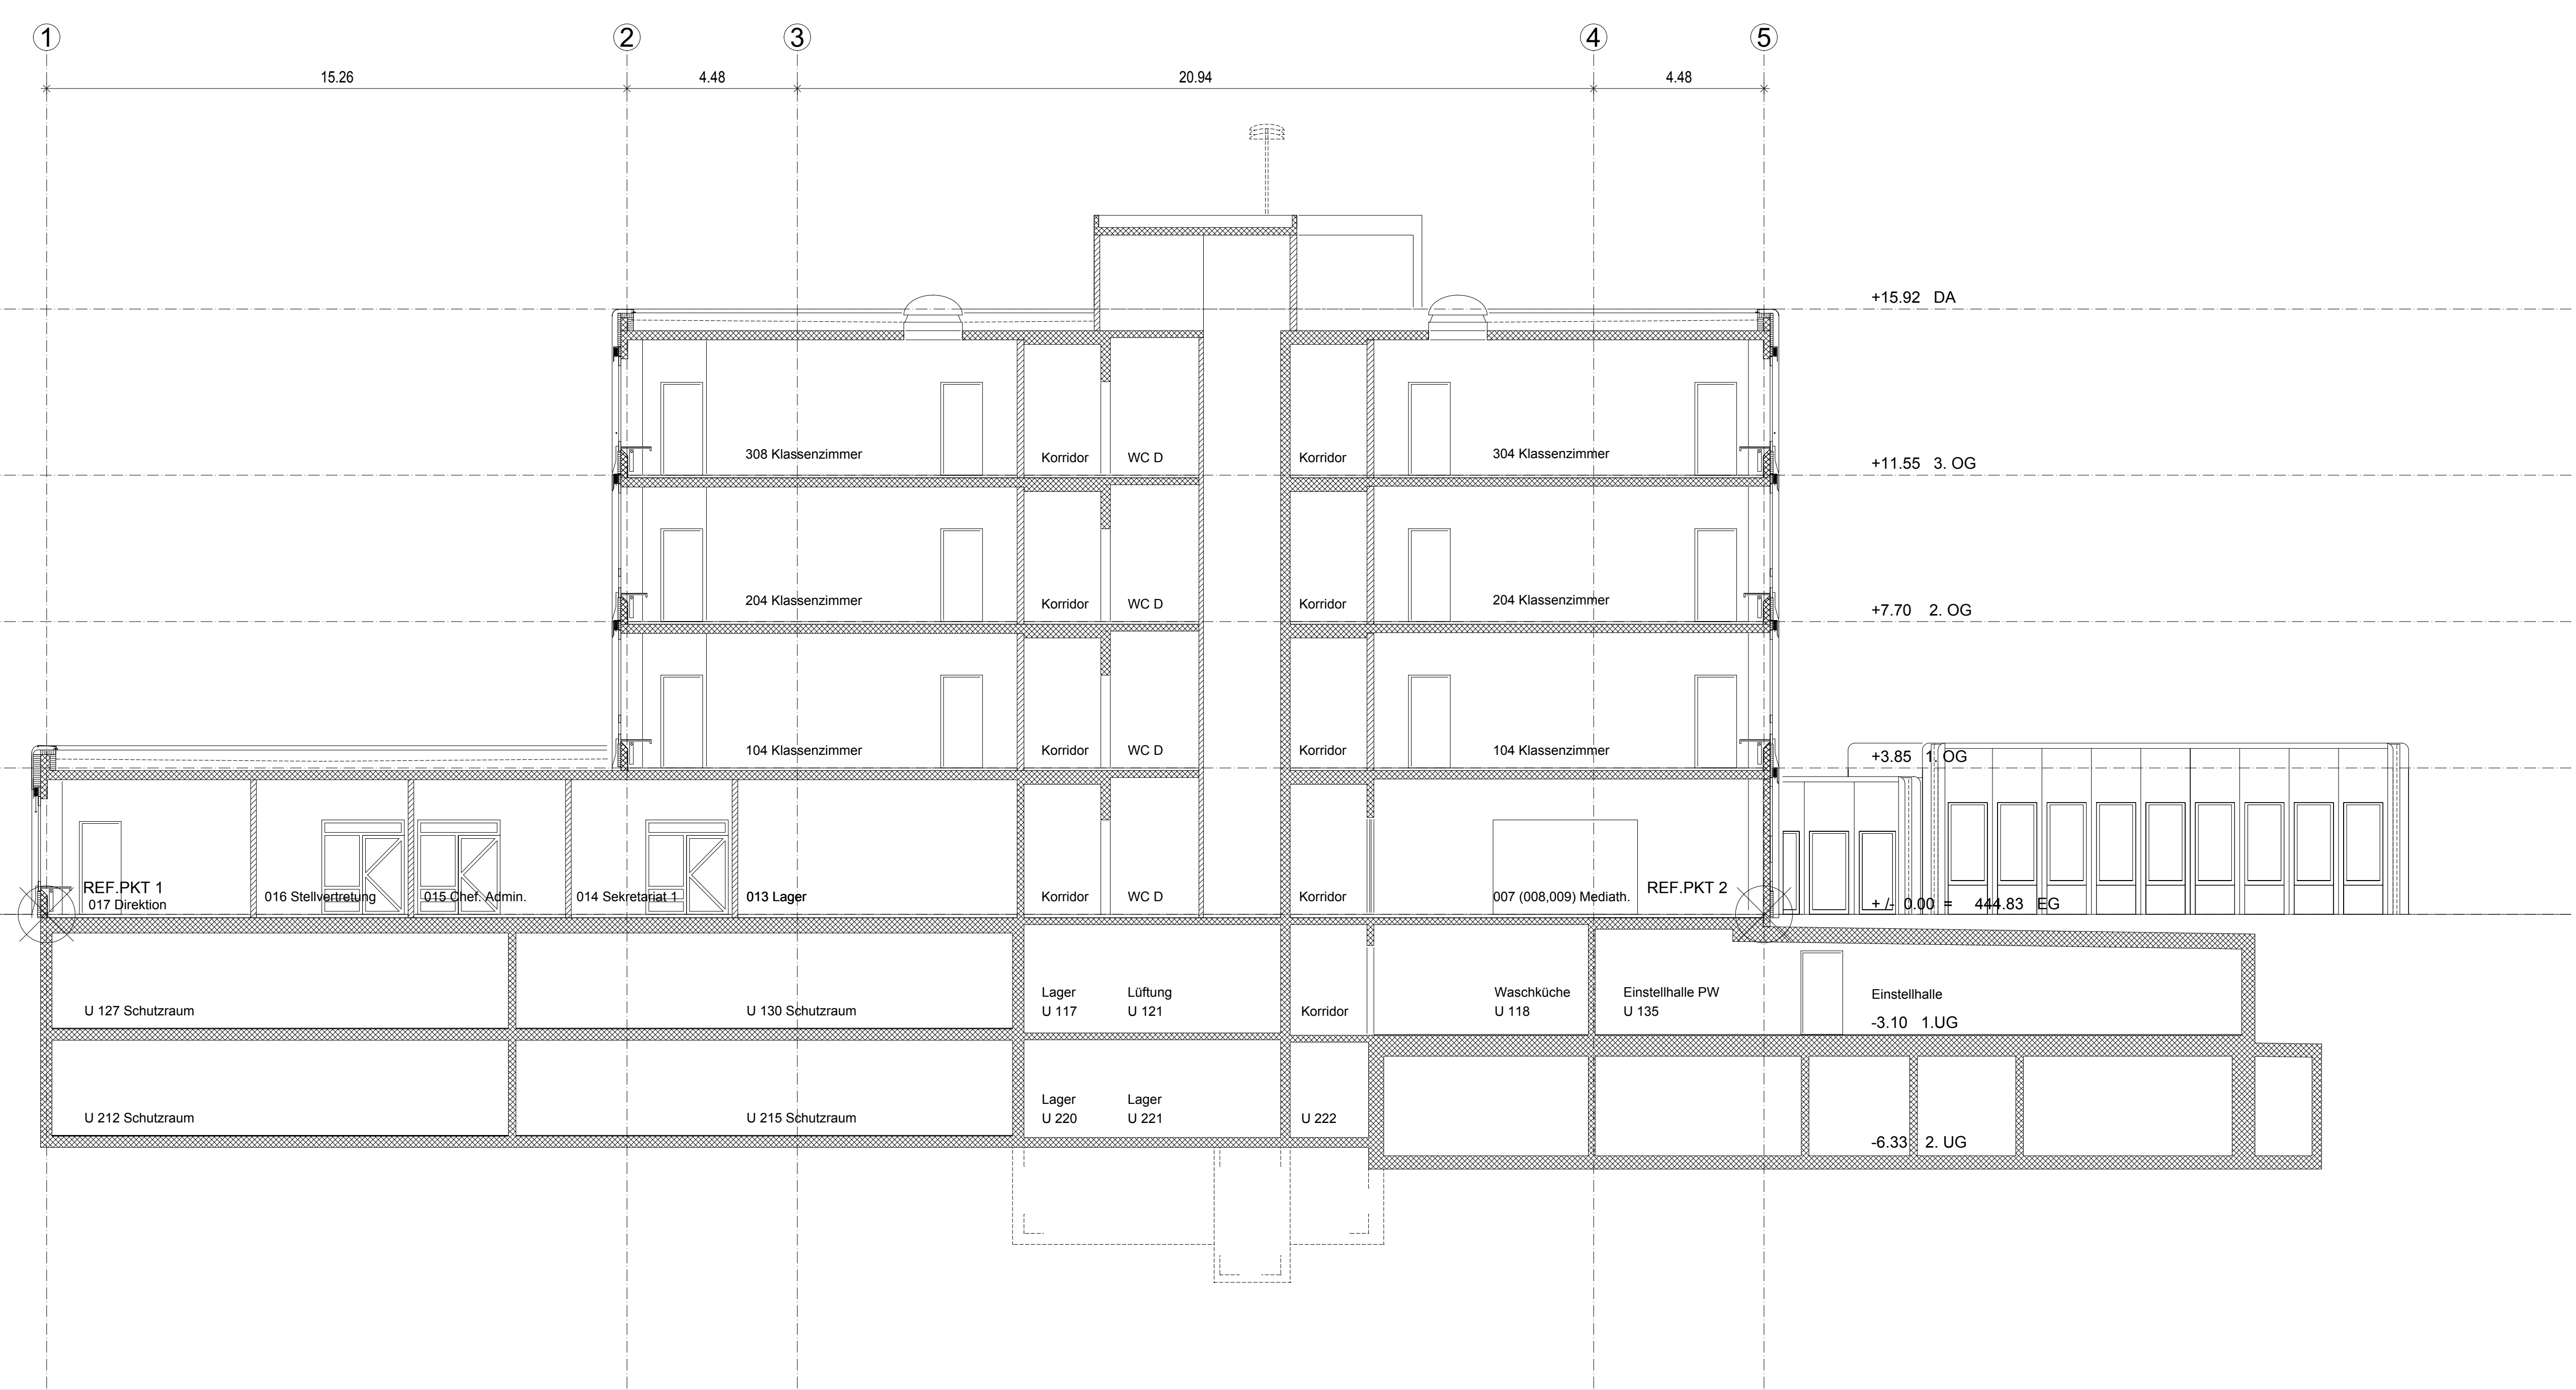 1 2 3 4 5
15.26 4.48 20.94 4.48
+15.92 DA
308 Klassenzimmer Korridor WC D Korridor 304 Klassenzimmer
+11.55 3. OG
204 Klassenzimmer Korridor WC D Korridor 204 Klassenzimmer
+7.70 2. OG
104 Klassenzimmer Korridor WC D Korridor 104 Klassenzimmer
+3.85 1. OG
REF.PKT 1
017 Direktion
016 Stellvertretung 015 Chef. Admin. 014 Sekretariat 1 013 Lager Korridor WC D Korridor 007 (008,009) Mediath.
REF.PKT 2
+ /- 0.00 = 444.83 EG
U 127 Schutzraum U 130 Schutzraum
Lager
U 117
Lüftung
U 121
Korridor
Waschküche
U 118
Einstellhalle PW
U 135
Einstellhalle
-3.10 1.UG
U 212 Schutzraum U 215 Schutzraum
Lager
U 220
Lager
U 221
U 222
-6.33 2. UG